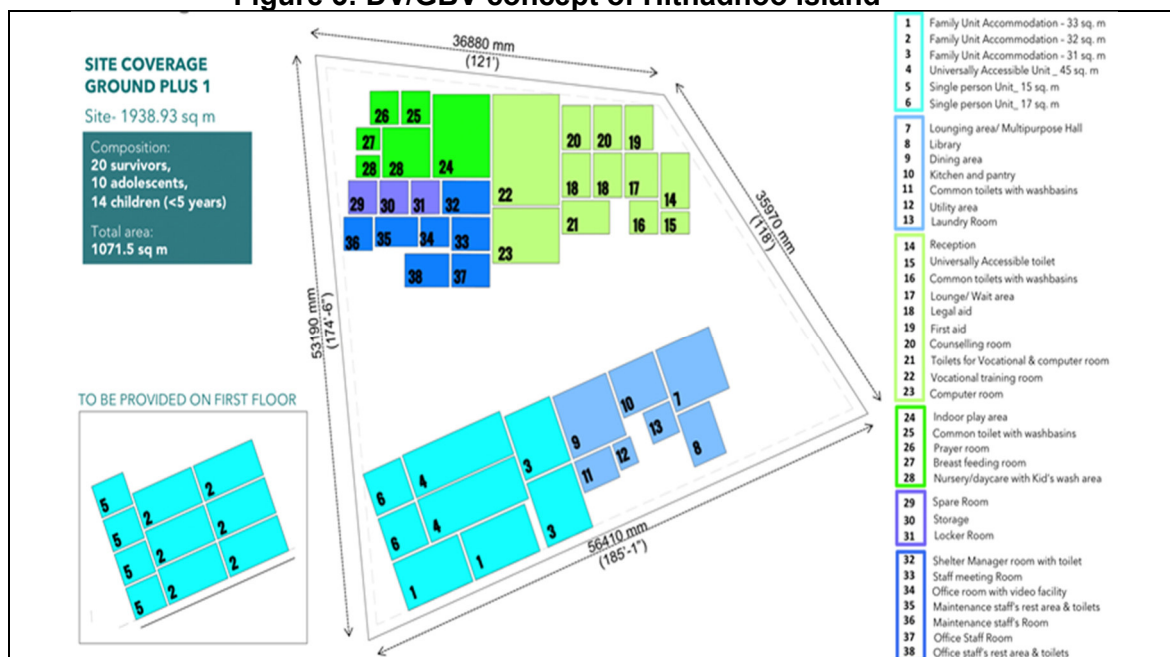 Figure 3: DV/GBV concept of Hithadhoo Island
SITE COVERAGE
GROUND PLUS 1
Site- 1938.93 sq m
Composition:
20 survivors,
10 adolescents,
14 children (<5 years)
Total area:
1071.5 sq m
TO BE PROVIDED ON FIRST FLOOR
5
5
5
5
2
2
2
2
2
2
36880 mm
(121')
35970 mm
(118')
53190 mm
(174'-6")
56410 mm
(185'-1")
26
25
27
28
28
24
29
30
31
32
36
35
34
33
38
37
22
23
20
20
19
18
18
17
14
21
16
15
6
4
3
9
10
7
6
4
11
12
13
8
1
1
3
1 Family Unit Accommodation - 33 sq. m
2 Family Unit Accommodation - 32 sq. m
3 Family Unit Accommodation - 31 sq. m
4 Universally Accessible Unit _ 45 sq. m
5 Single person Unit_ 15 sq. m
6 Single person Unit_ 17 sq. m
7 Lounging area/ Multipurpose Hall
8 Library
9 Dining area
10 Kitchen and pantry
11 Common toilets with washbasins
12 Utility area
13 Laundry Room
14 Reception
15 Universally Accessible toilet
16 Common toilets with washbasins
17 Lounge/ Wait area
18 Legal aid
19 First aid
20 Counselling room
21 Toilets for Vocational & computer room
22 Vocational training room
23 Computer room
24 Indoor play area
25 Common toilet with washbasins
26 Prayer room
27 Breast feeding room
28 Nursery/daycare with Kid's wash area
29 Spare Room
30 Storage
31 Locker Room
32 Shelter Manager room with toilet
33 Staff meeting Room
34 Office room with video facility
35 Maintenance staff's rest area & toilets
36 Maintenance staff's Room
37 Office Staff Room
38 Office staff's rest area & toilets